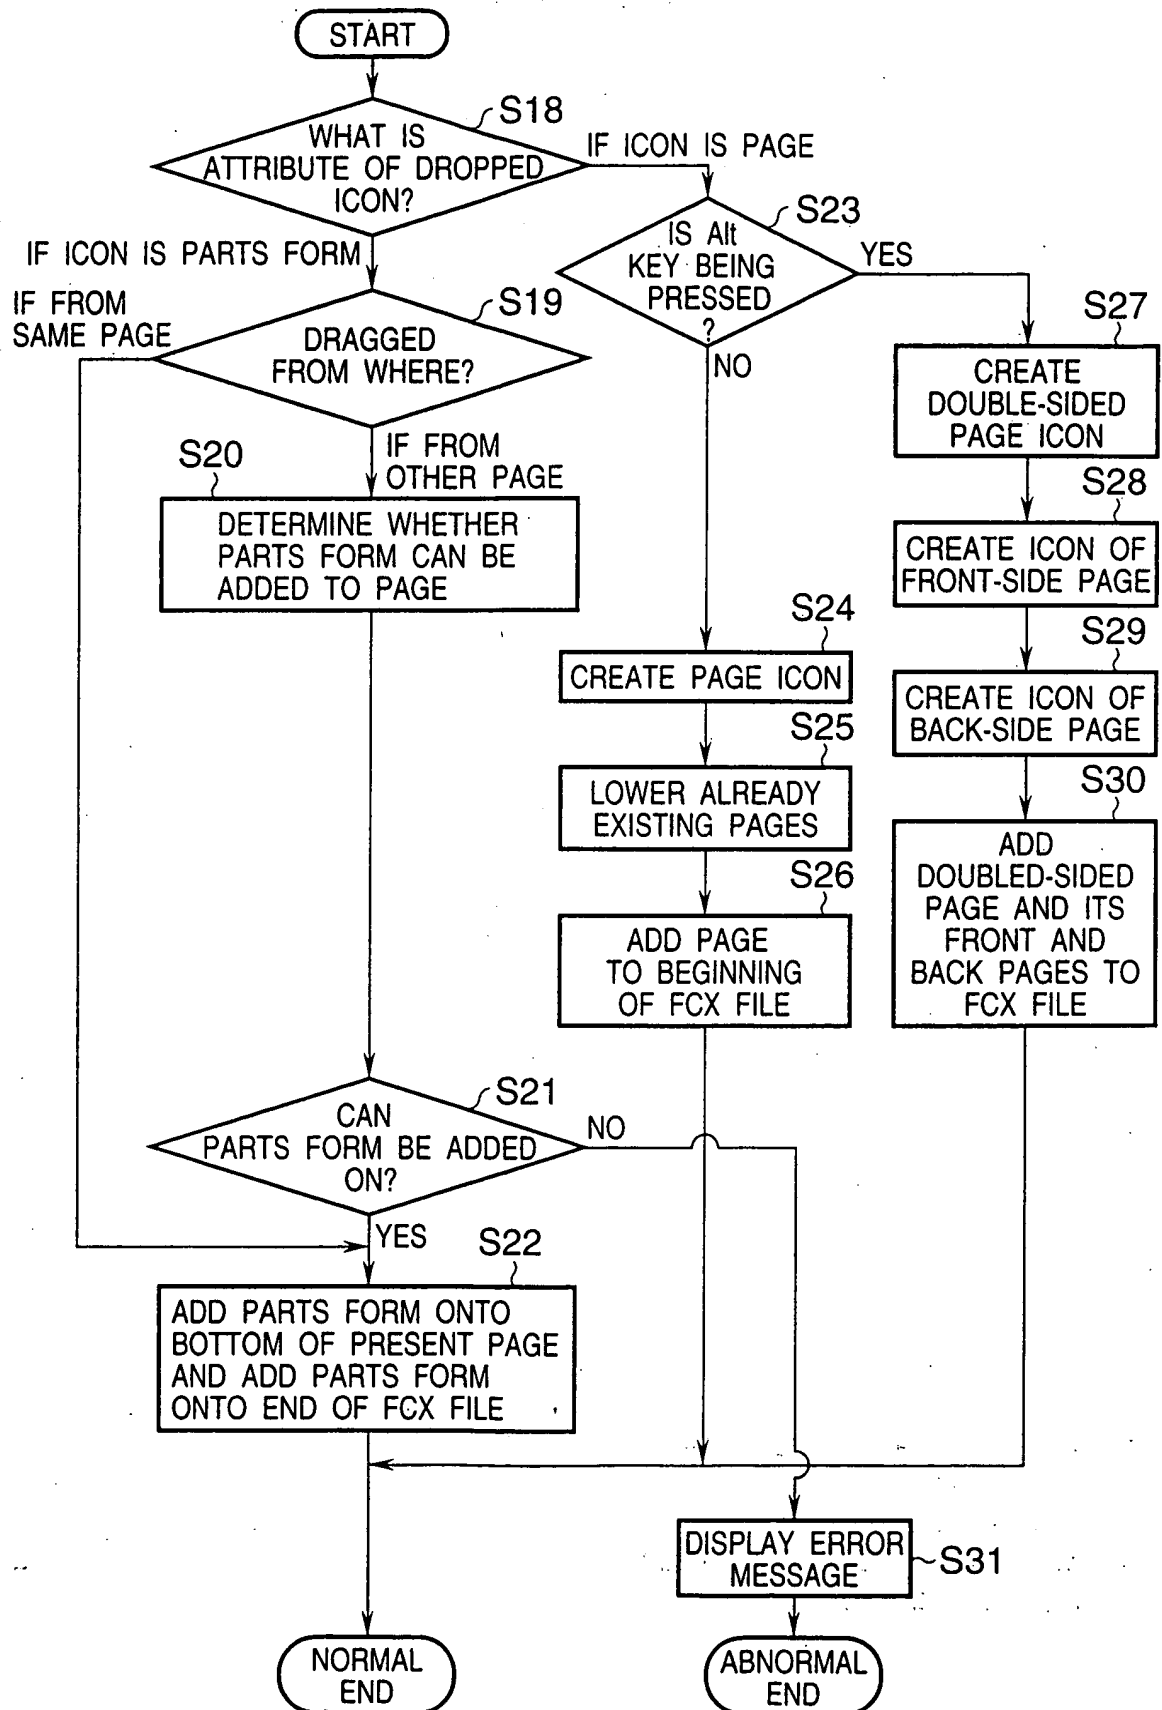 START
S18
WHAT IS
ATTRIBUTE OF DROPPED
ICON?
IF ICON IS PAGE
S23
IS Alt
KEY BEING
PRESSED
?
YES
NO
IF ICON IS PARTS FORM
IF FROM
SAME PAGE
S19
DRAGGED
FROM WHERE?
IF FROM
OTHER PAGE
S20
DETERMINE WHETHER
PARTS FORM CAN BE
ADDED TO PAGE
S27
CREATE
DOUBLE-SIDED
PAGE ICON
S28
CREATE ICON OF
FRONT-SIDE PAGE
S29
CREATE ICON OF
BACK-SIDE PAGE
S30
ADD
DOUBLED-SIDED
PAGE AND ITS
FRONT AND
BACK PAGES TO
FCX FILE
S24
CREATE PAGE ICON
S25
LOWER ALREADY
EXISTING PAGES
S26
ADD PAGE
TO BEGINNING
OF FCX FILE
S21
CAN
PARTS FORM BE ADDED
ON?
NO
YES
S22
ADD PARTS FORM ONTO
BOTTOM OF PRESENT PAGE
AND ADD PARTS FORM
ONTO END OF FCX FILE
DISPLAY ERROR
MESSAGE
S31
NORMAL
END
ABNORMAL
END